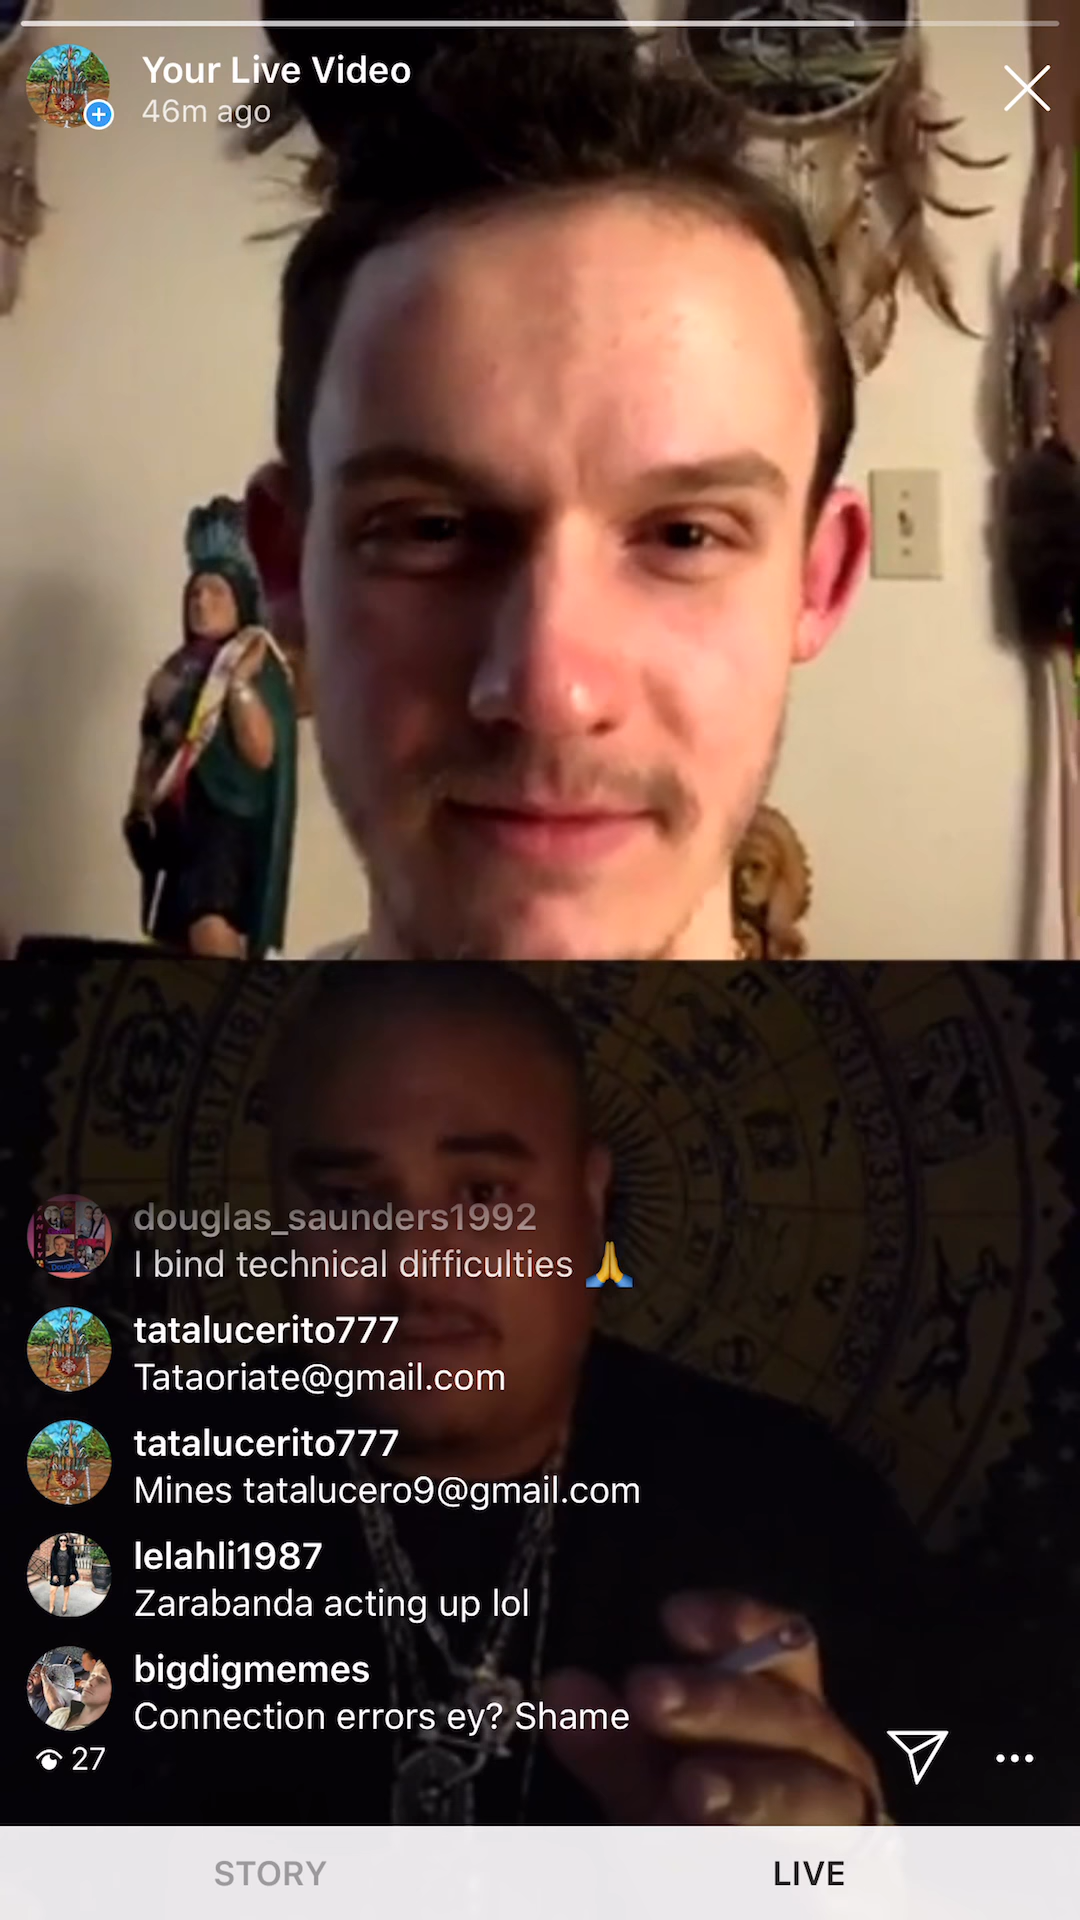 Your Live Video
46m ago
douglas_saunders1992
I bind technical difficulties 🙏
tatalucerito777
Tataoriate@gmail.com
tatalucerito777
Mines tatalucero9@gmail.com
lelahli1987
Zarabanda acting up lol
bigdigmemes
Connection errors ey? Shame
27
STORY
LIVE